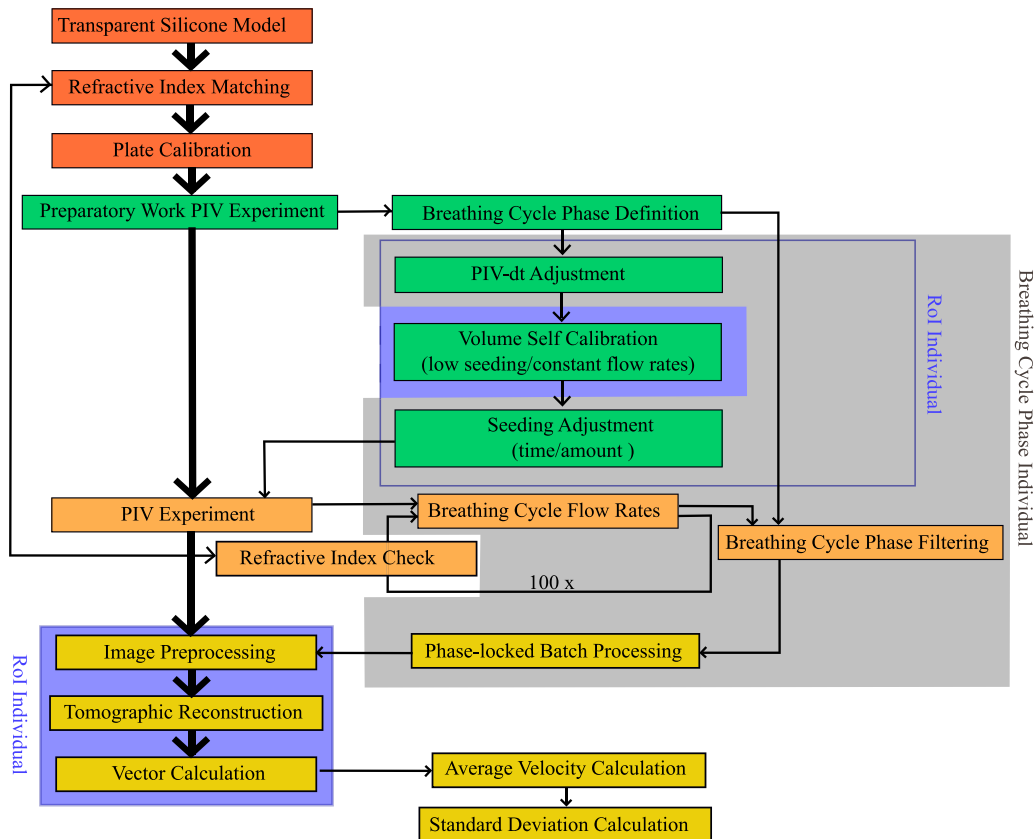 Transparent Silicone Model
Refractive Index Matching
Plate Calibration
Preparatory Work PIV Experiment
Breathing Cycle Phase Definition
PIV-dt Adjustment
Volume Self Calibration
(low seeding/constant flow rates)
Seeding Adjustment
(time/amount )
RoI Individual
Breathing Cycle Phase Individual
PIV Experiment
Breathing Cycle Flow Rates
Breathing Cycle Phase Filtering
Refractive Index Check
100 x
Image Preprocessing
Phase-locked Batch Processing
Tomographic Reconstruction
Vector Calculation
RoI Individual
Average Velocity Calculation
Standard Deviation Calculation